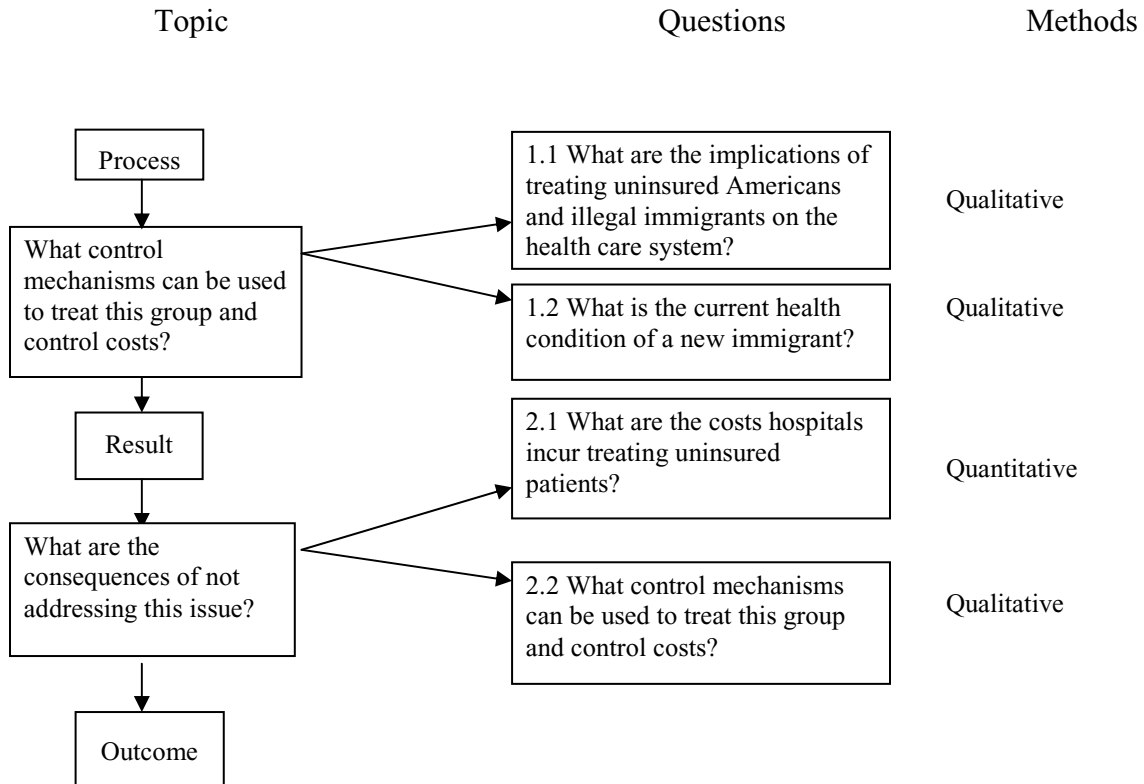 Topic Questions Methods
Process
What control
mechanisms can be used
to treat this group and
control costs?
1.1 What are the implications of
treating uninsured Americans
and illegal immigrants on the
health care system?
Qualitative
1.2 What is the current health
condition of a new immigrant?
Qualitative
Result
What are the
consequences of not
addressing this issue?
2.1 What are the costs hospitals
incur treating uninsured
patients?
Quantitative
2.2 What control mechanisms
can be used to treat this group
and control costs?
Qualitative
Outcome